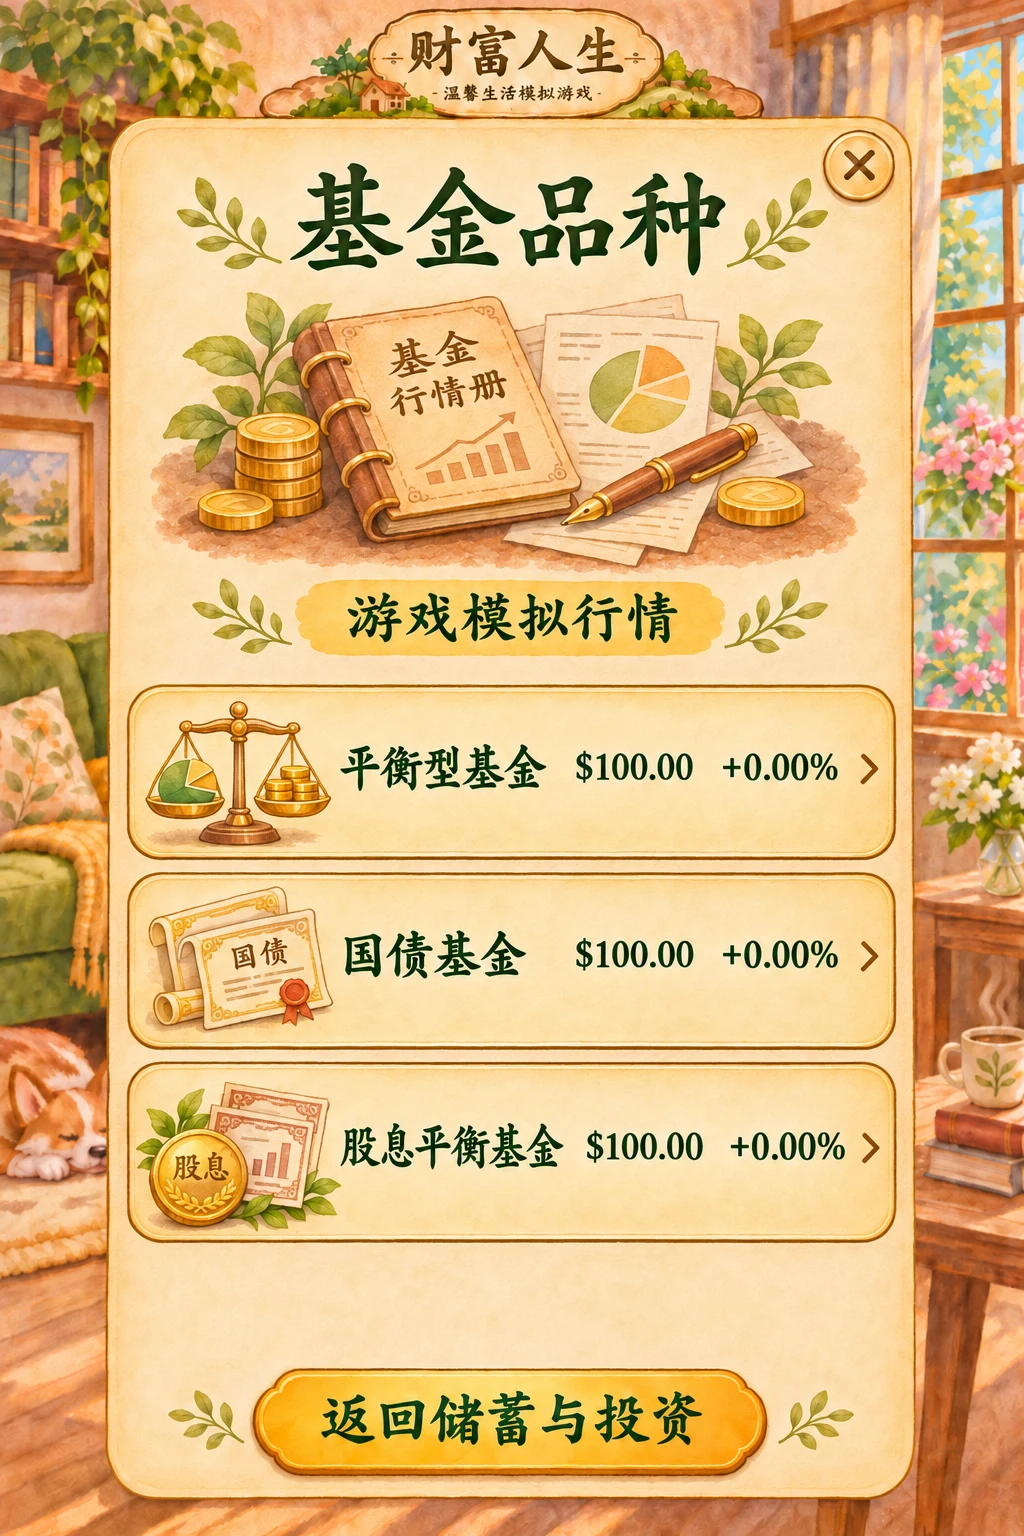 财富人生
- 温馨生活模拟游戏 -
基金品种
基金
行情册
游戏模拟行情
平衡型基金 $100.00 +0.00%
国债
国债基金 $100.00 +0.00%
股息
股息平衡基金 $100.00 +0.00%
返回储蓄与投资